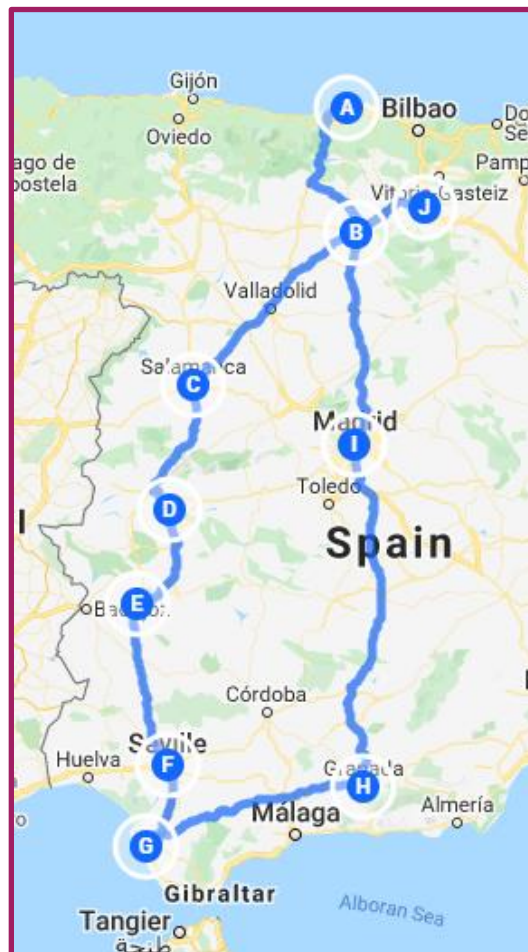 Gijón
Oviedo
A
Bilbao
Do
Se
ago de
postela
Vitoria-Gasteiz
Pamp
J
B
Valladolid
Salamanca
C
Madrid
I
D
Toledo
Spain
l
E
Córdoba
Seville
F
Huelva
Granada
H
Almería
G
Málaga
o
Gibraltar
Alboran Sea
Tangier
طنجة